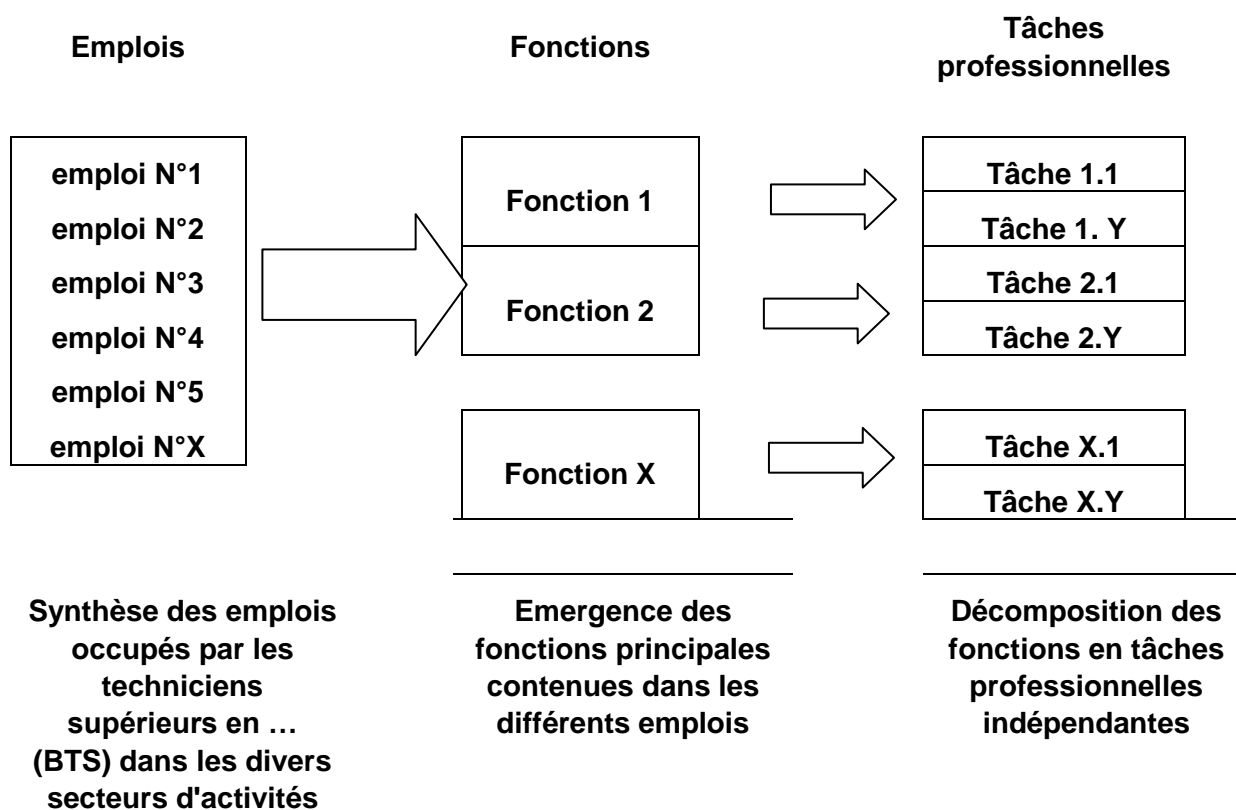 Emplois
Fonctions
Tâches
professionnelles
emploi N°1
emploi N°2
emploi N°3
emploi N°4
emploi N°5
emploi N°X
Fonction 1
Fonction 2
Fonction X
Tâche 1.1
Tâche 1. Y
Tâche 2.1
Tâche 2.Y
Tâche X.1
Tâche X.Y
Synthèse des emplois
occupés par les
techniciens
supérieurs en …
(BTS) dans les divers
secteurs d'activités
Emergence des
fonctions principales
contenues dans les
différents emplois
Décomposition des
fonctions en tâches
professionnelles
indépendantes